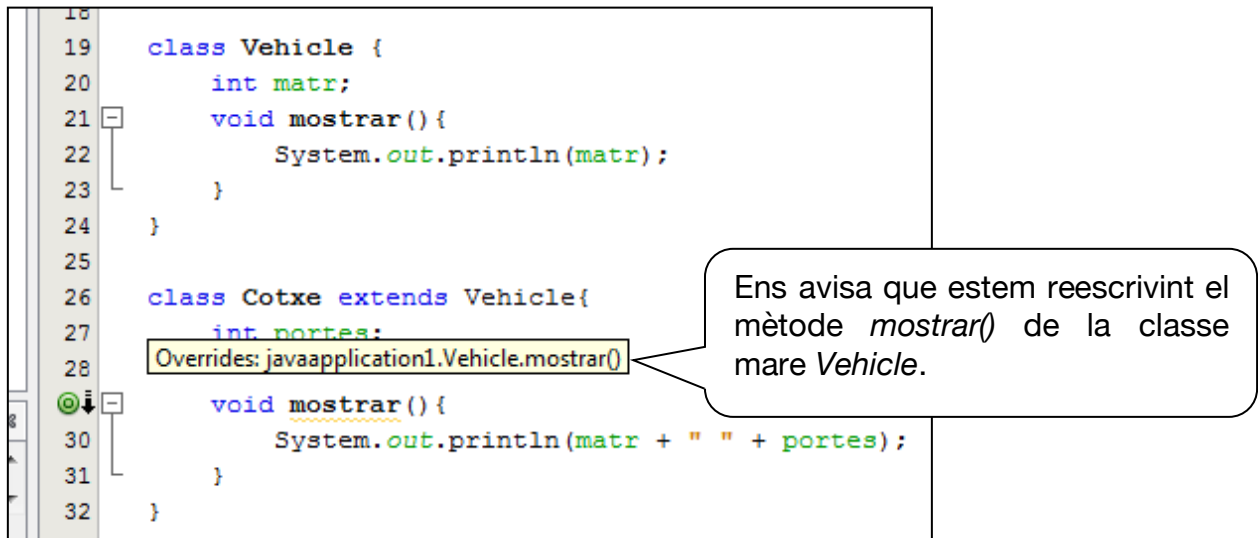 18
19 class Vehicle {
20 int matr;
21 void mostrar(){
22 System.out.println(matr);
23 }
24 }
25
26 class Cotxe extends Vehicle{
27 int portes;
28 Overrides: javaapplication1.Vehicle.mostrar()
void mostrar(){
30 System.out.println(matr + " " + portes);
31 }
32 }
Ens avisa que estem reescrivint el
mètode mostrar() de la classe
mare Vehicle.